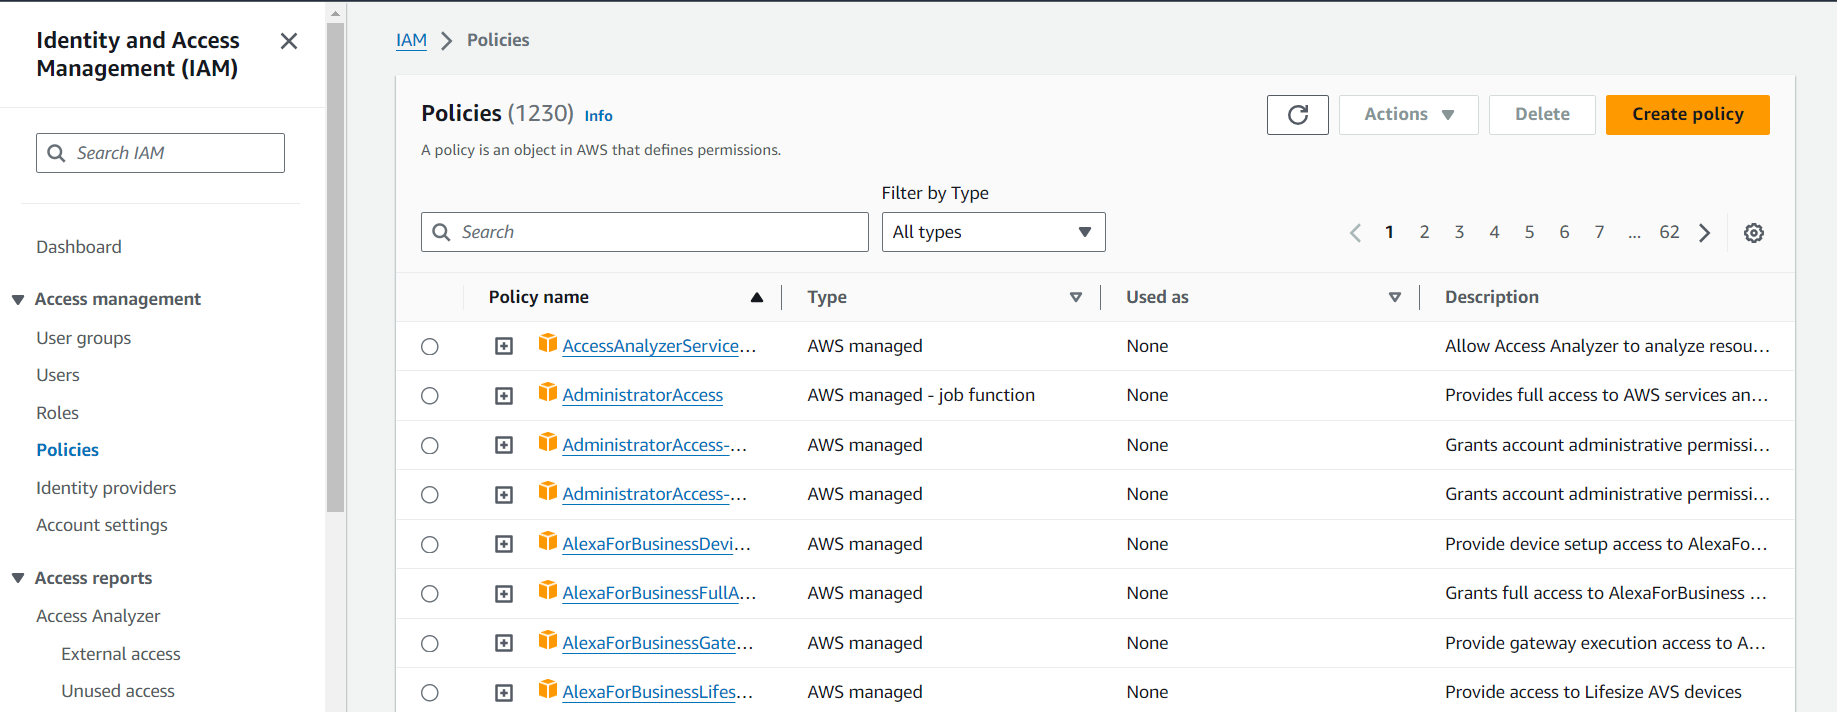 Identity and Access
Management (IAM)
Search IAM
Dashboard
Access management
User groups
Users
Roles
Policies
Identity providers
Account settings
Access reports
Access Analyzer
External access
Unused access
IAM > Policies
Policies (1230) Info
A policy is an object in AWS that defines permissions.
Actions
Delete
Create policy
Filter by Type
Search
All types
1 2 3 4 5 6 7 ... 62
Policy name Type Used as Description
AccessAnalyzerService... AWS managed None Allow Access Analyzer to analyze resou...
AdministratorAccess AWS managed - job function None Provides full access to AWS services an...
AdministratorAccess-... AWS managed None Grants account administrative permissi...
AdministratorAccess-... AWS managed None Grants account administrative permissi...
AlexaForBusinessDevi... AWS managed None Provide device setup access to AlexaFo...
AlexaForBusinessFullA... AWS managed None Grants full access to AlexaForBusiness ...
AlexaForBusinessGate... AWS managed None Provide gateway execution access to A...
AlexaForBusinessLifes... AWS managed None Provide access to Lifesize AVS devices